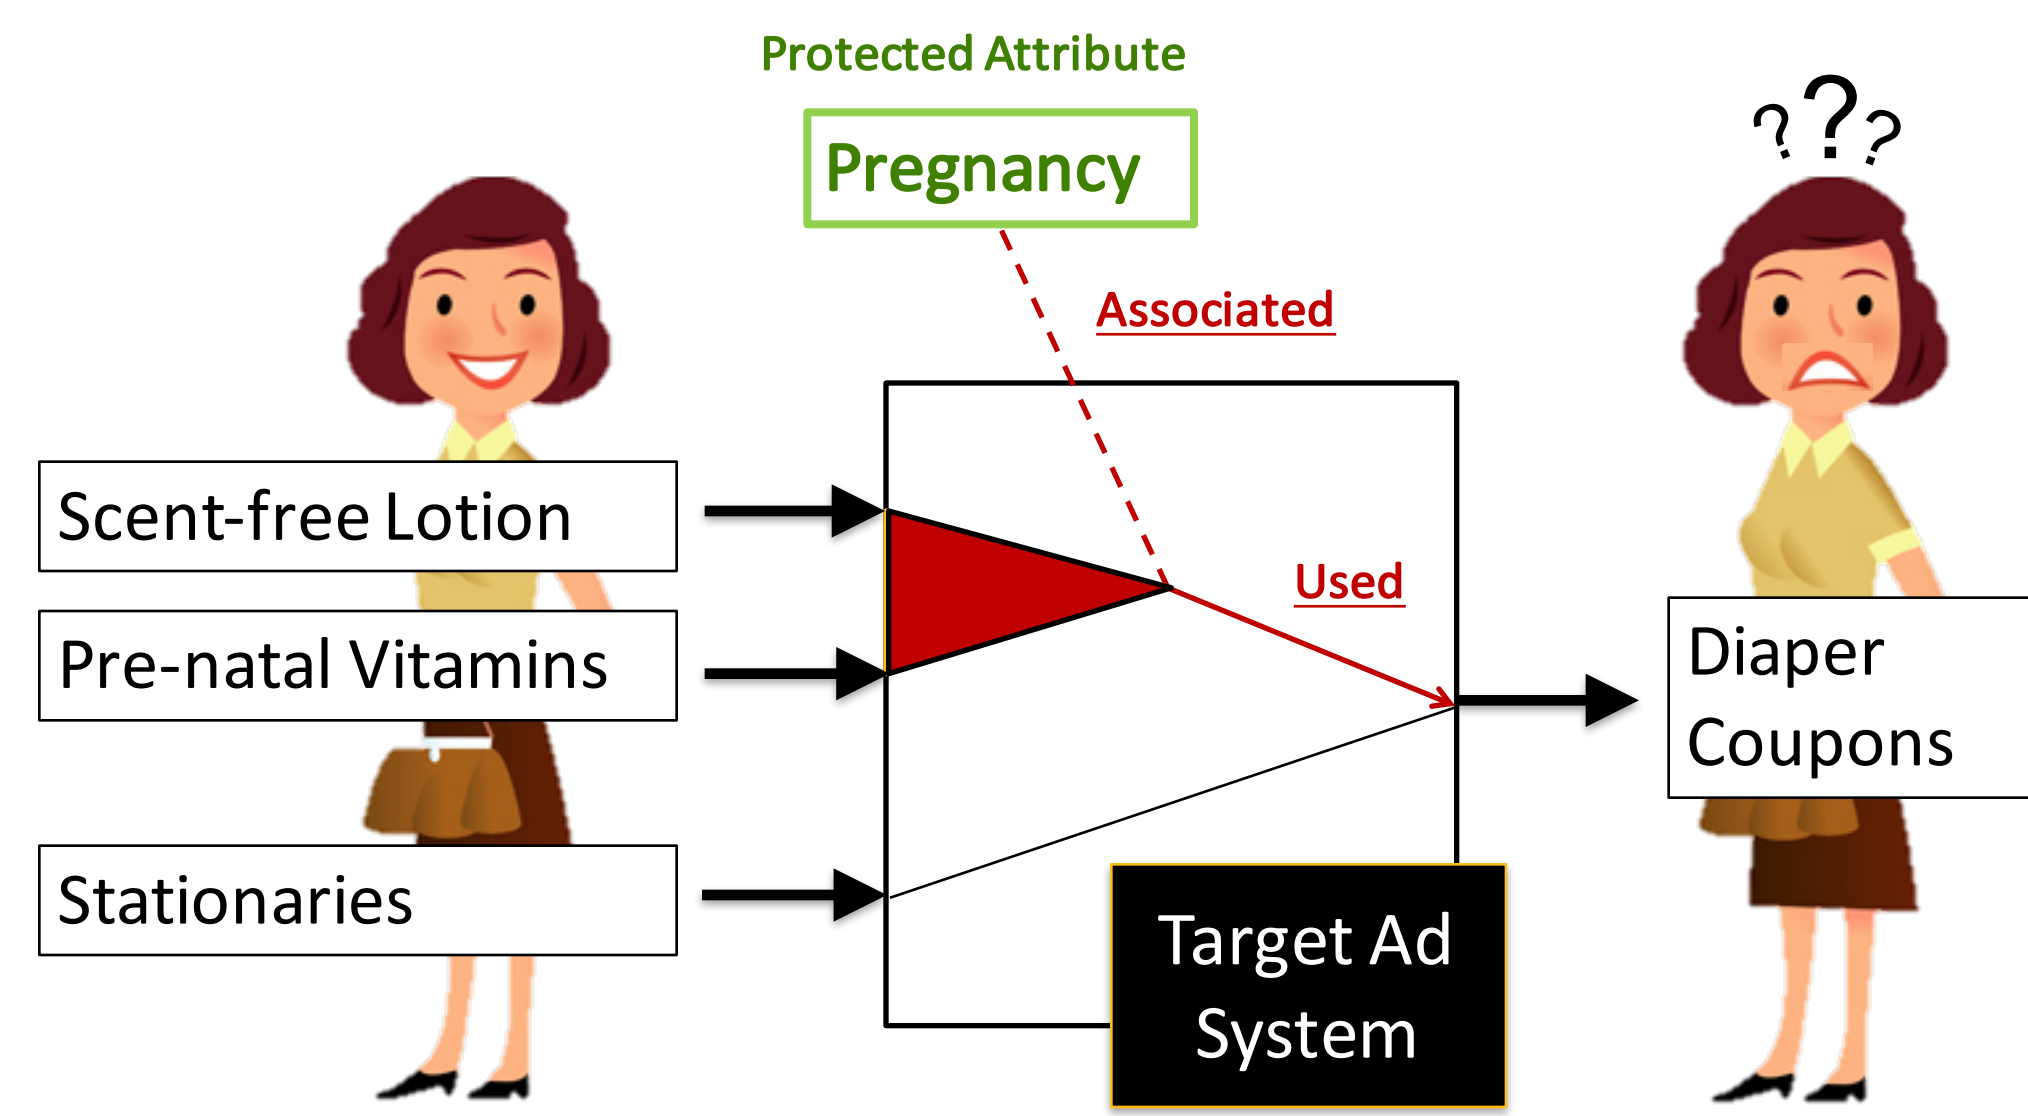 Protected Attribute
Pregnancy
???
Associated
Scent-free Lotion
Used
Pre-natal Vitamins
Diaper
Coupons
Stationaries
Target Ad
System